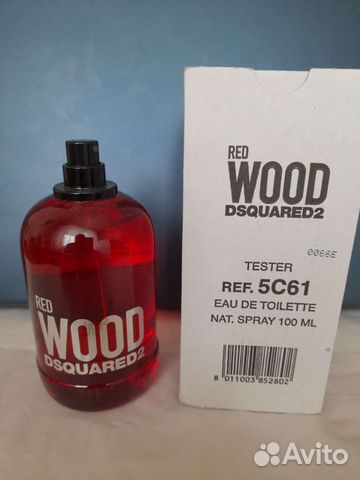 RED
WOOD
DSQUARED2
RED
WOOD
DSQUARED2
0066E
TESTER
REF. 5C61
EAU DE TOILETTE
NAT. SPRAY 100 ML
8 011003 852802
Avito